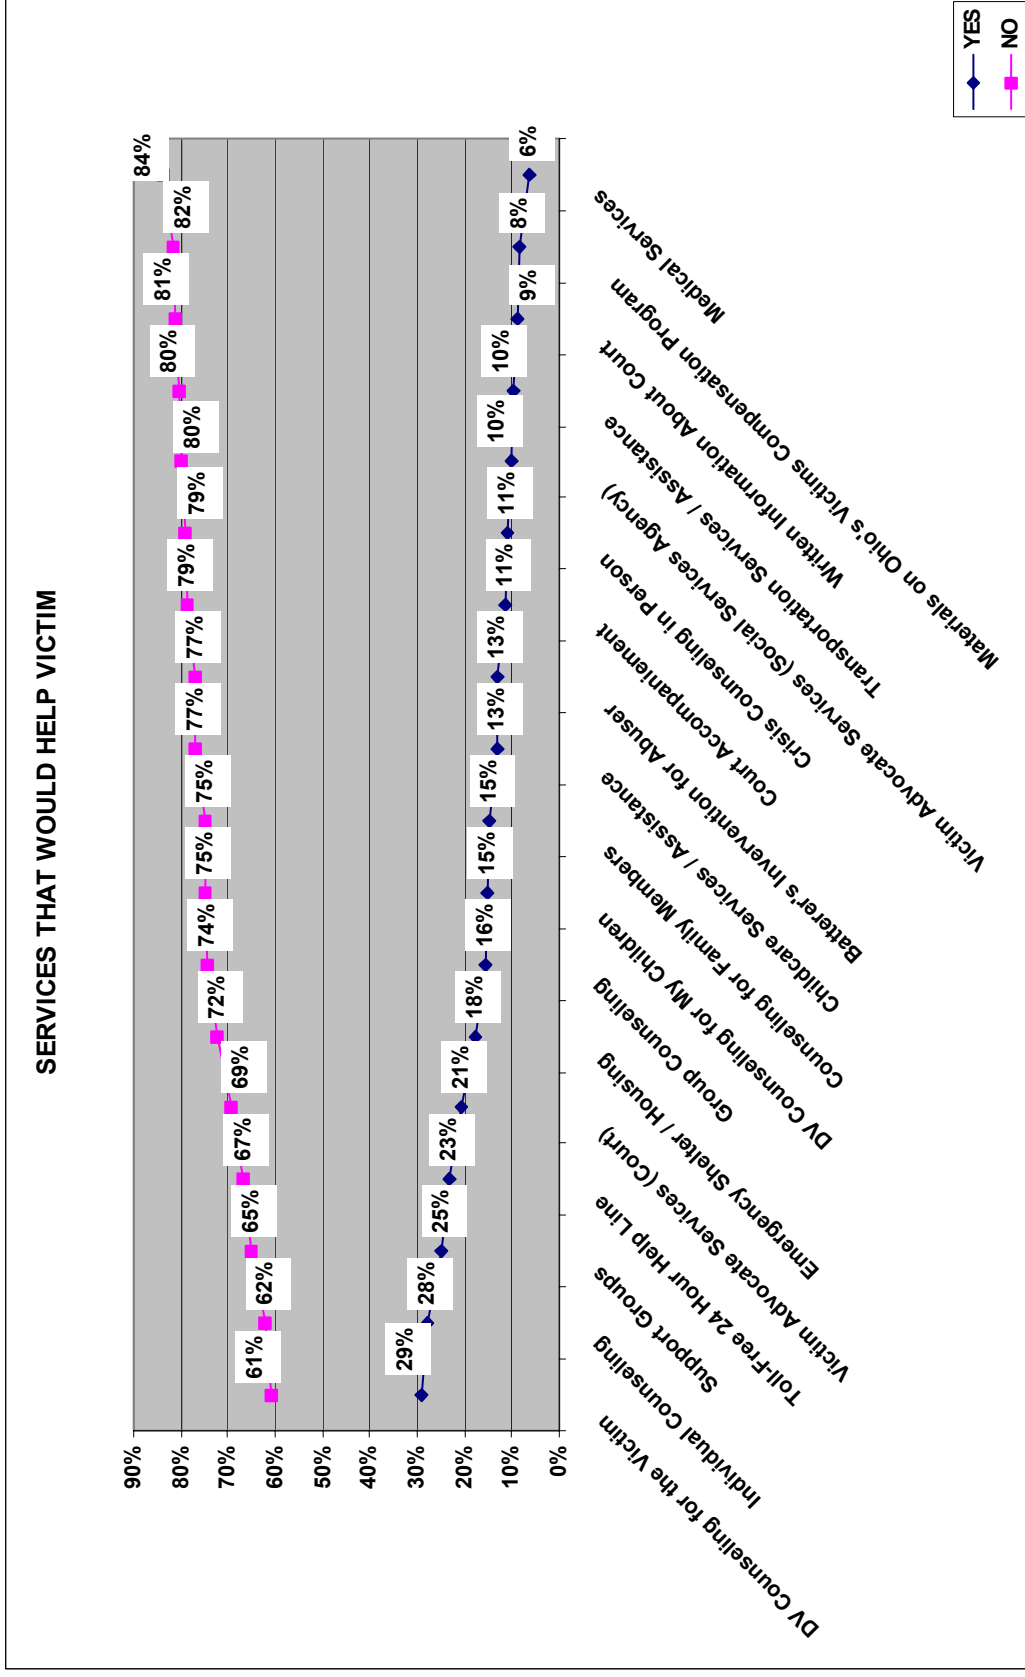 SERVICES THAT WOULD HELP VICTIM
90%
80%
70%
60%
50%
40%
30%
20%
10%
0%
61%
62%
65%
67%
69%
72%
74%
75%
75%
77%
77%
79%
79%
80%
80%
81%
82%
84%
29%
28%
25%
23%
21%
18%
16%
15%
15%
13%
13%
11%
11%
10%
10%
9%
8%
6%
DV Counseling for the Victim
Individual Counseling
Support Groups
Toll-Free 24 Hour Help Line
Victim Advocate Services (Court)
Emergency Shelter / Housing
Group Counseling
DV Counseling for My Children
Counseling for Family Members
Childcare Services / Assistance
Batterer's Invervention for Abuser
Court Accompaniement
Crisis Counseling in Person
Victim Advocate Services (Social Services Agency)
Transportation Services / Assistance
Written Information About Court
Materials on Ohio's Victims Compensation Program
Medical Services
YES
NO